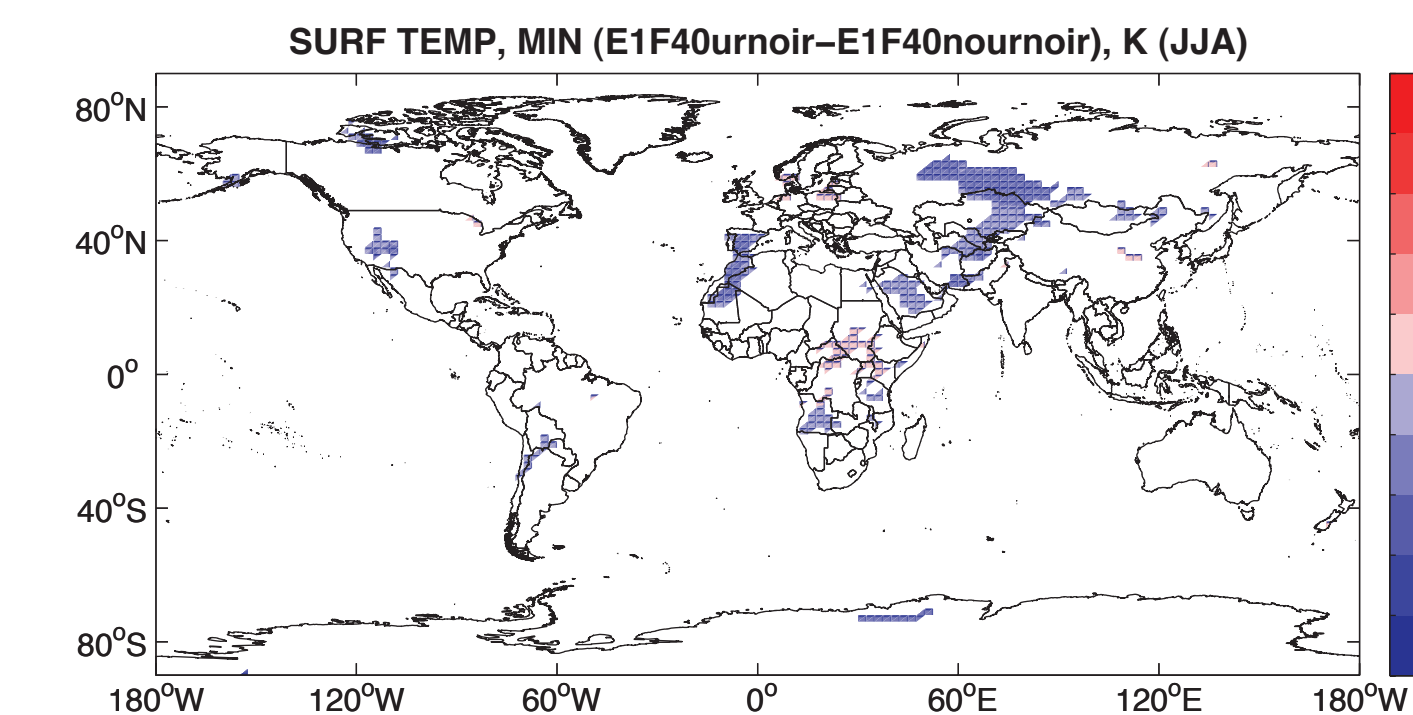 SURF TEMP, MIN (E1F40urnoir−E1F40nournoir), K (JJA)
80°N
40°N
0°
40°S
80°S
180°W 120°W 60°W 0° 60°E 120°E 180°W